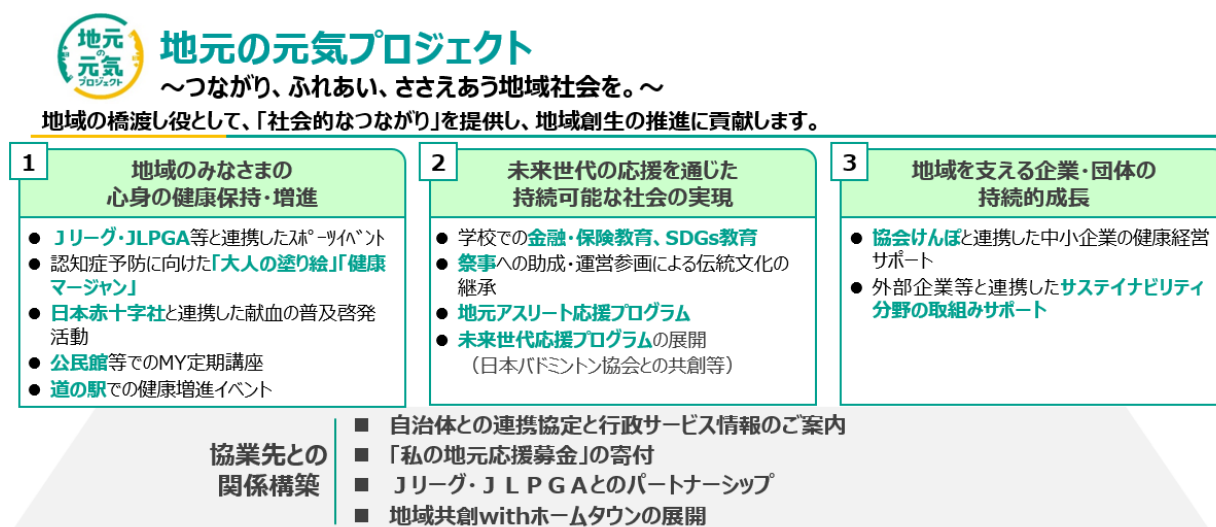 地元
の
元気
プロジェクト
地元の元気プロジェクト
～つながり、ふれあい、ささえあう地域社会を。～
地域の橋渡し役として、「社会的なつながり」を提供し、地域創生の推進に貢献します。
1
地域のみなさまの
心身の健康保持・増進
● Ｊリーグ・JLPGA等と連携したｽﾎﾟｰﾂｲﾍﾞﾝﾄ
● 認知症予防に向けた「大人の塗り絵」「健康
マージャン」
● 日本赤十字社と連携した献血の普及啓発
活動
● 公民館等でのMY定期講座
● 道の駅での健康増進イベント
2
未来世代の応援を通じた
持続可能な社会の実現
● 学校での金融・保険教育、SDGs教育
● 祭事への助成・運営参画による伝統文化の
継承
● 地元アスリート応援プログラム
● 未来世代応援プログラムの展開
（日本バドミントン協会との共創等）
3
地域を支える企業・団体の
持続的成長
● 協会けんぽと連携した中小企業の健康経営
サポート
● 外部企業等と連携したサステイナビリティ
分野の取組みサポート
協業先との
関係構築
■ 自治体との連携協定と行政サービス情報のご案内
■ 「私の地元応援募金」の寄付
■ Ｊリーグ・ＪＬＰＧＡとのパートナーシップ
■ 地域共創withホームタウンの展開